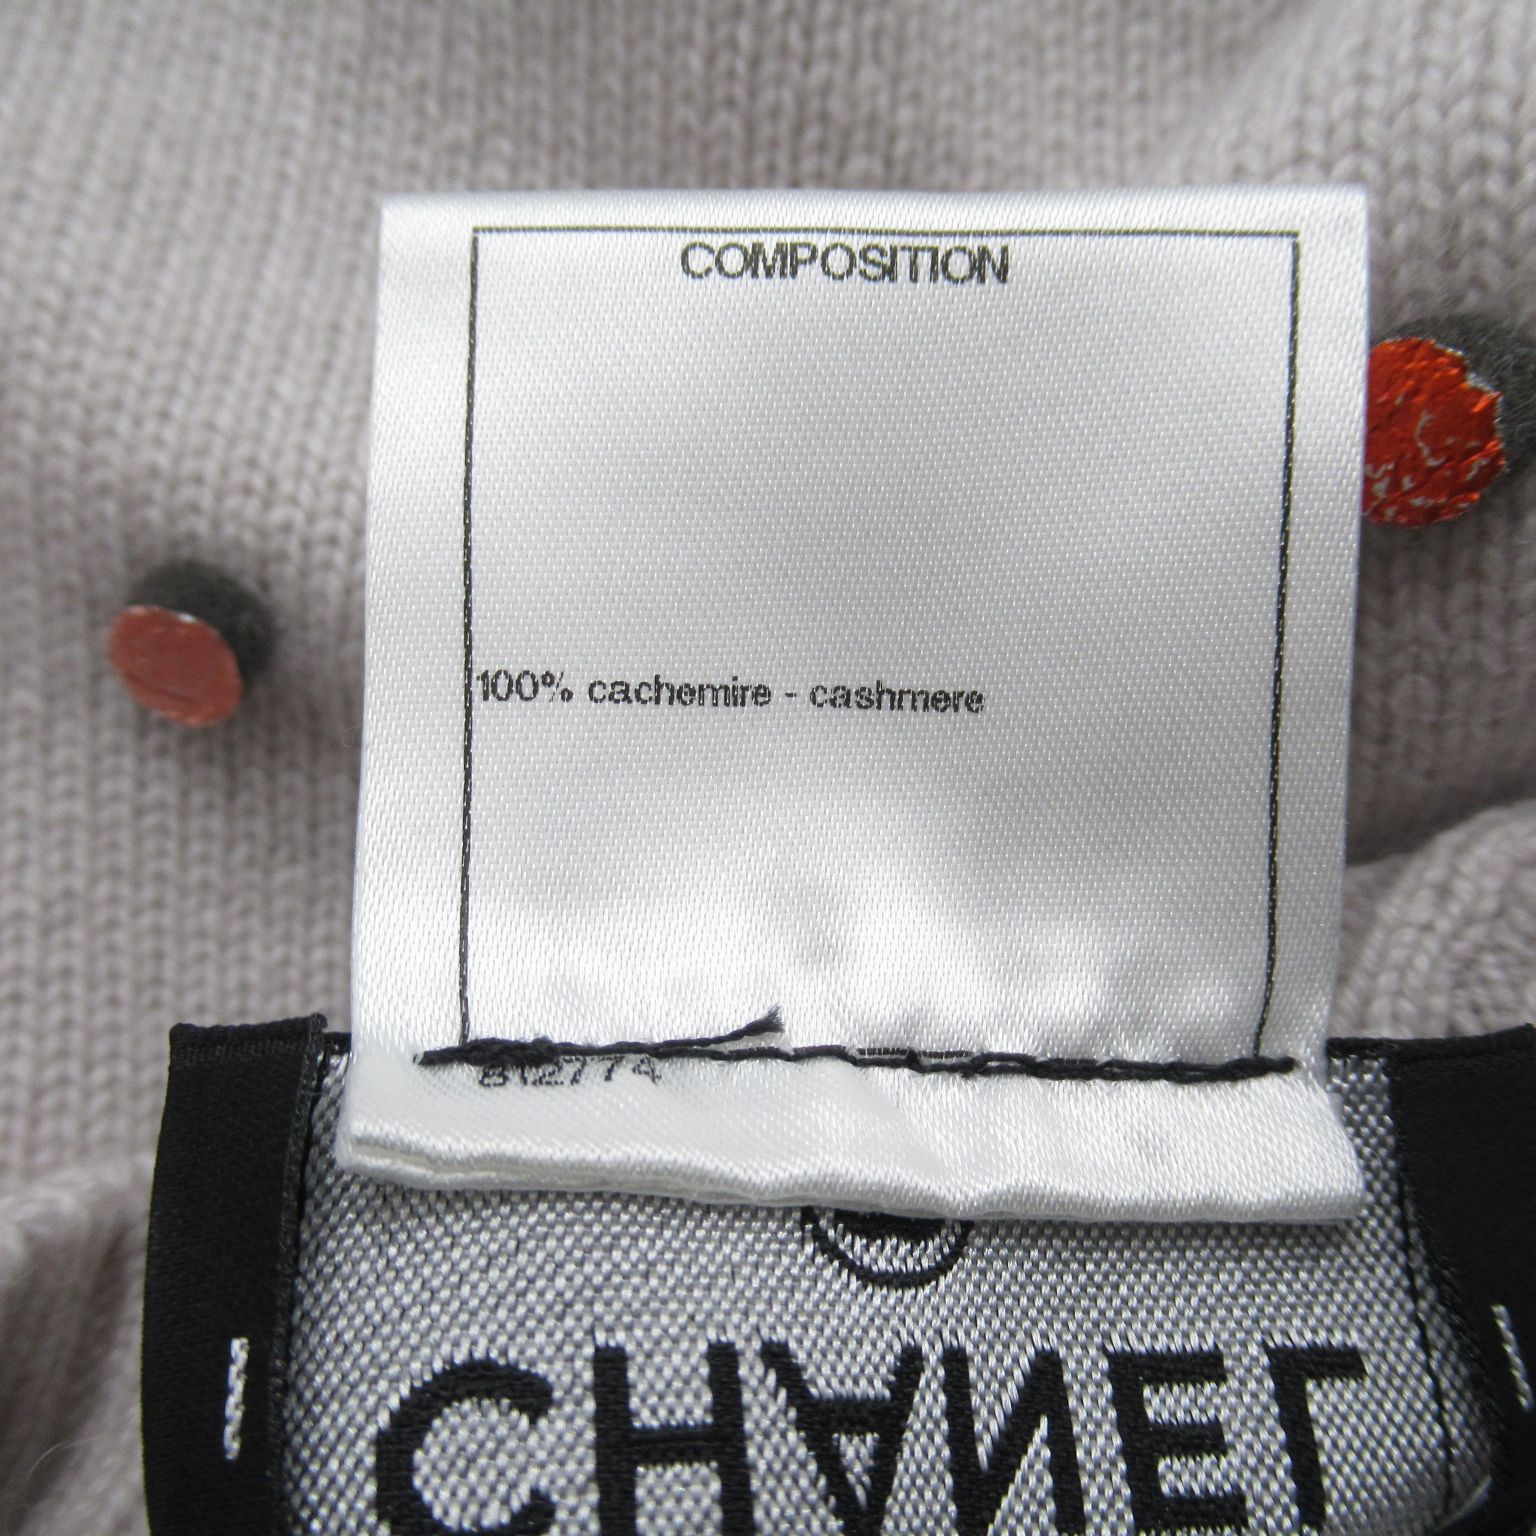 COMPOSITION
100% cachemire - cashmere
812774
CHANEL